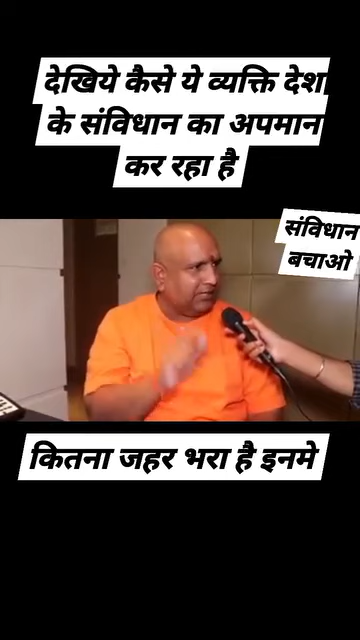 देखिये कैसे ये व्यक्ति देश
के संविधान का अपमान
कर रहा है
संविधान
बचाओ
कितना जहर भरा है इनमे